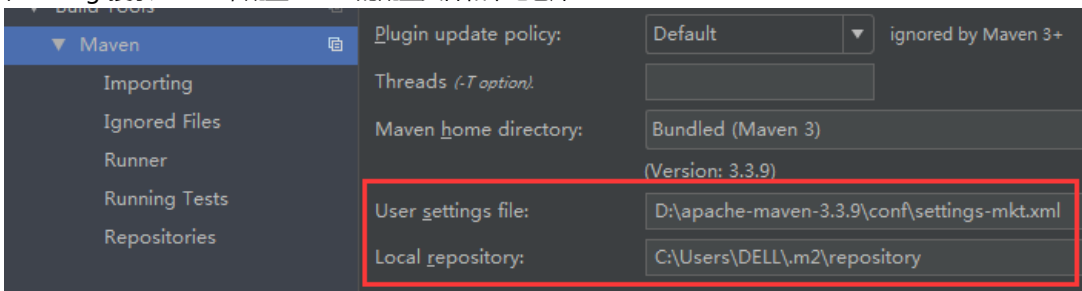 Maven
Importing
Ignored Files
Runner
Running Tests
Repositories
Plugin update policy: Default ignored by Maven 3+
Threads (-T option).
Maven home directory: Bundled (Maven 3)
(Version: 3.3.9)
User settings file: D:\apache-maven-3.3.9\conf\settings-mkt.xml
Local repository: C:\Users\DELL\.m2\repository